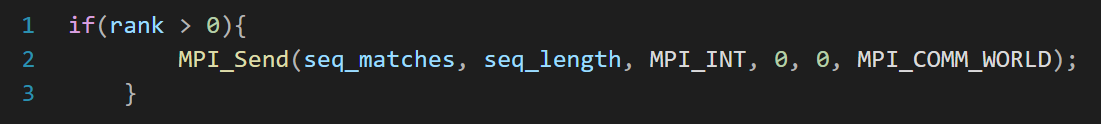 1 if(rank > 0){
2 MPI_Send(seq_matches, seq_length, MPI_INT, 0, 0, MPI_COMM_WORLD);
3 }